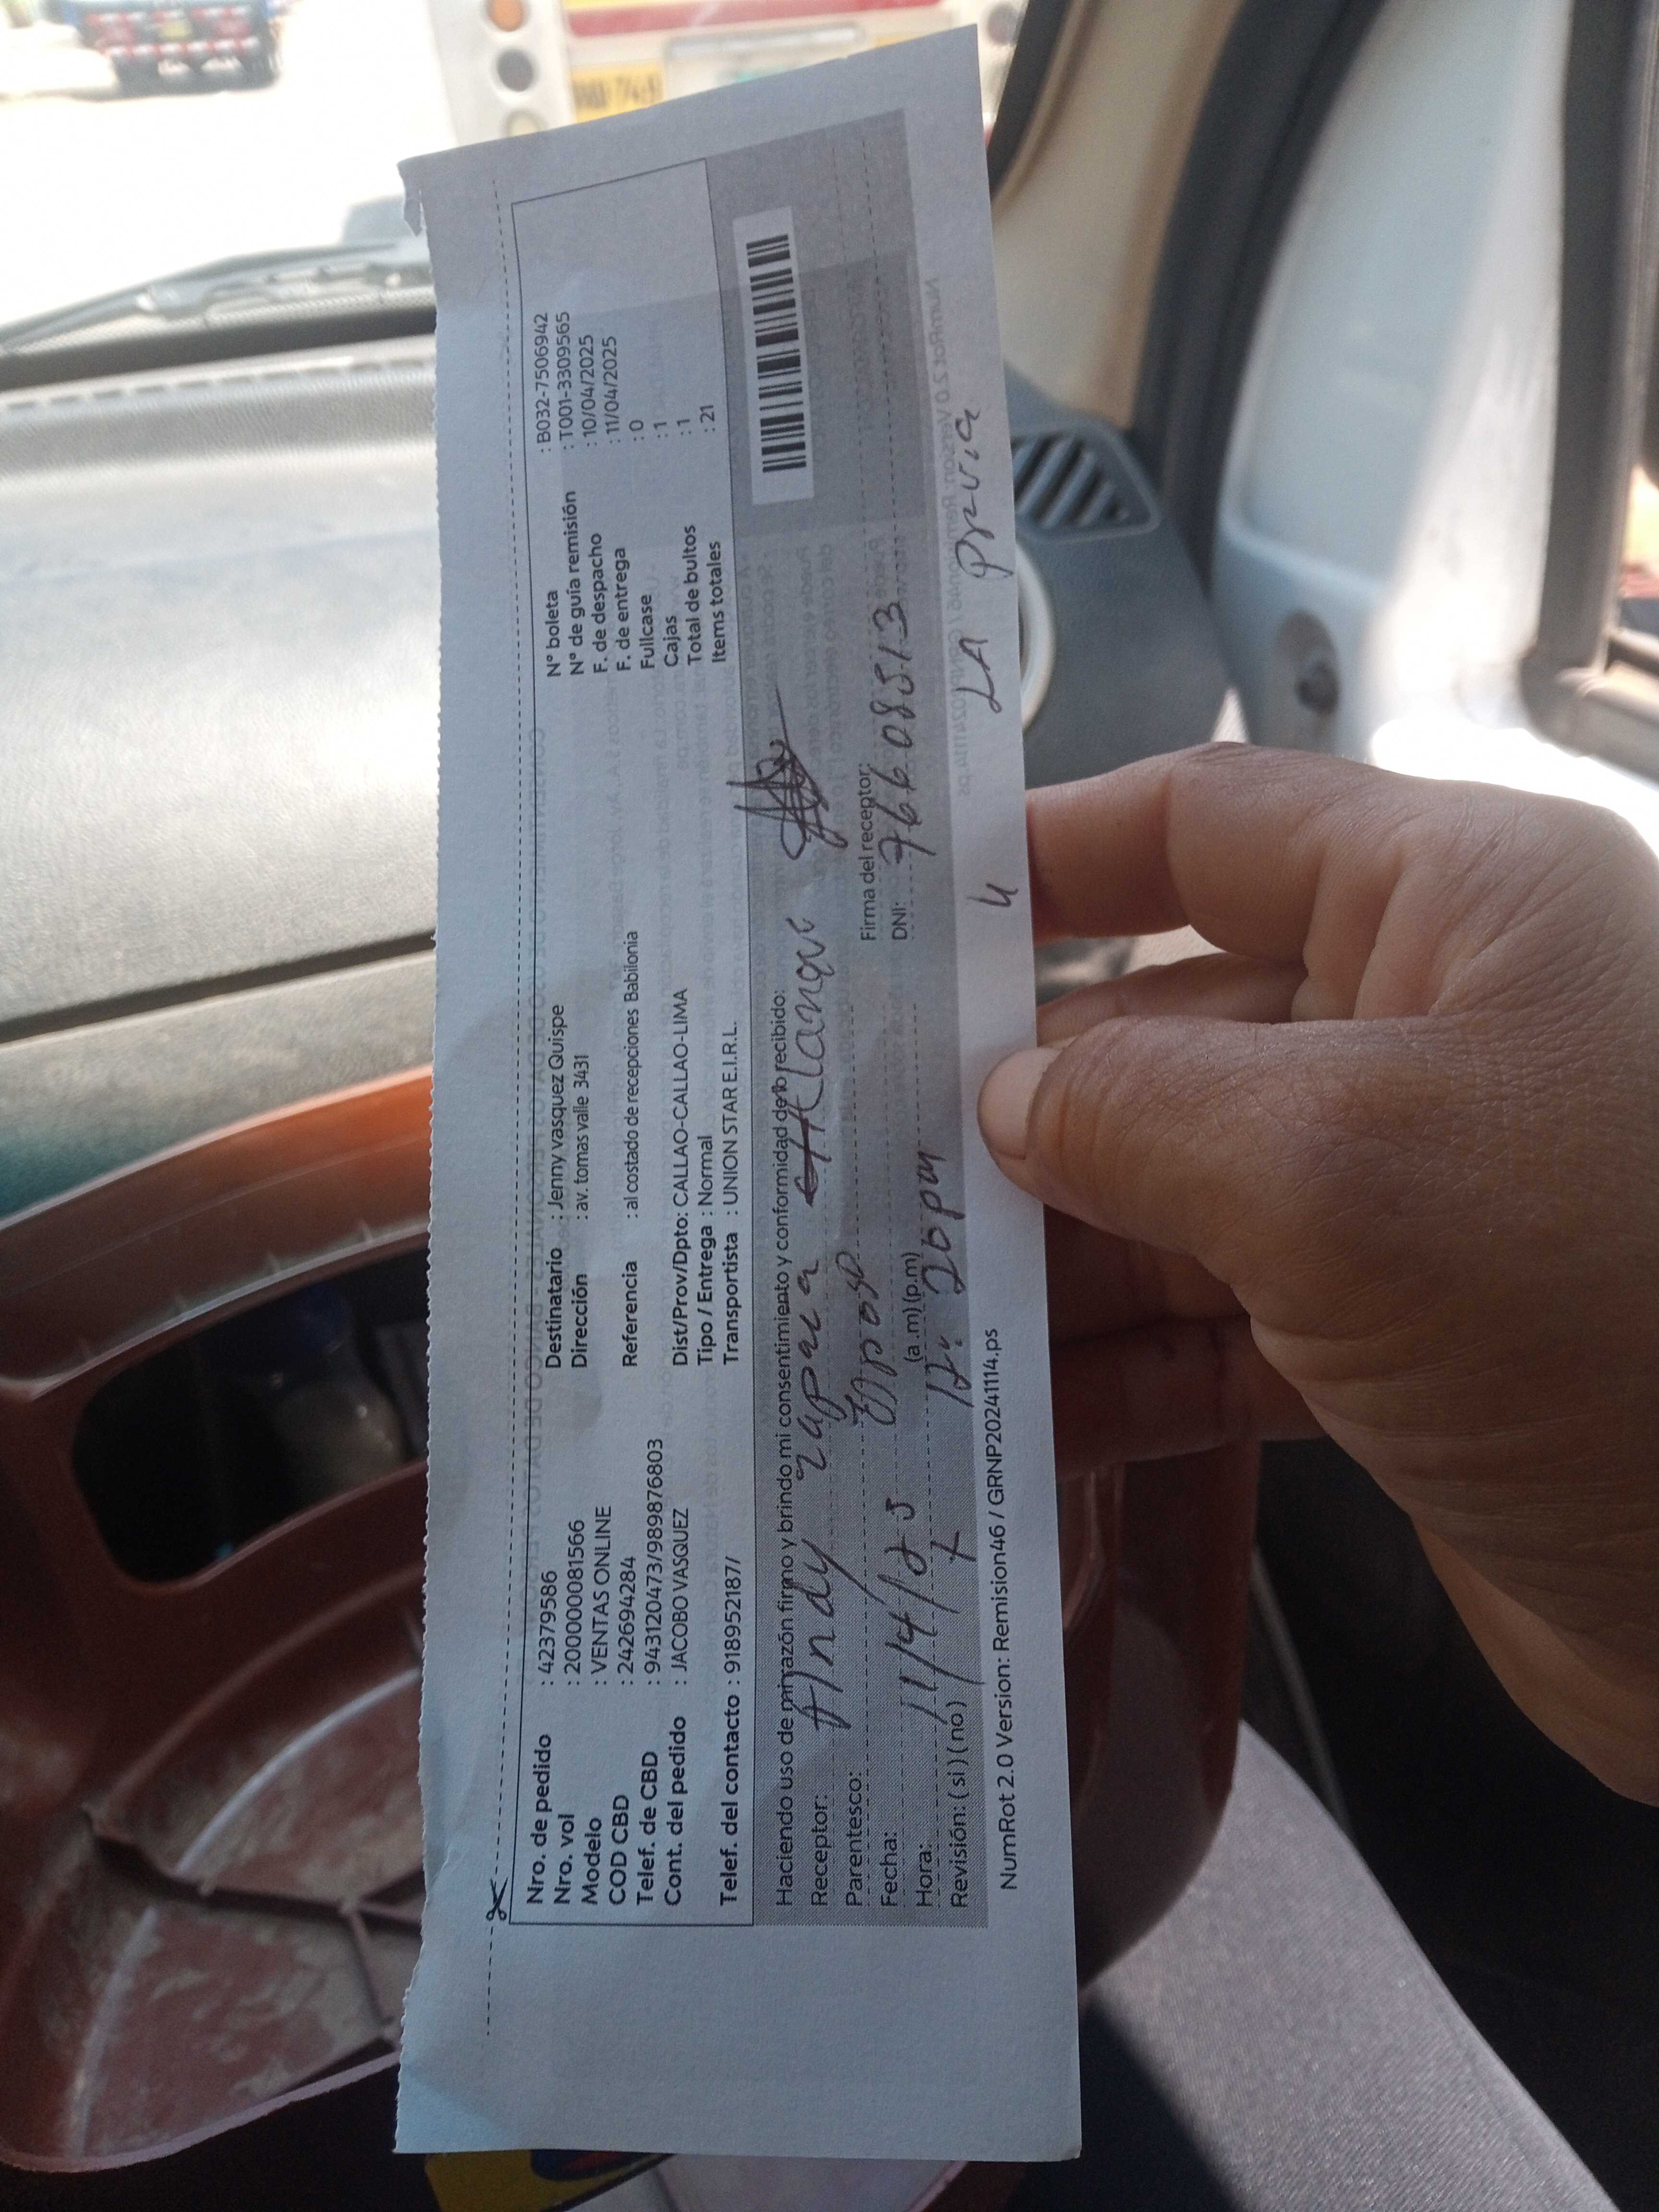 Nro. de pedido : 42379586
Nro. vol : 200000081566
Modelo : VENTAS ONLINE
COD CBD : 242694284
Telef. de CBD : 943120473/989876803
Cont. del pedido : JACOBO VASQUEZ
Telef. del contacto : 918952187/
Destinatario : Jenny vasquez Quispe
Dirección : av. tomas valle 3431
Referencia : al costado de recepciones Babilonia
Dist/Prov/Dpto: CALLAO-CALLAO-LIMA
Tipo / Entrega : Normal
Transportista : UNION STAR E.I.R.L.
N° boleta : B032-7506942
N° de guía remisión : T001-3309565
F. de despacho : 10/04/2025
F. de entrega : 11/04/2025
Fullcase : 0
Cajas : 1
Total de bultos : 1
Items totales : 21
Haciendo uso de mi razón firmo y brindo mi consentimiento y conformidad de lo recibido:
Receptor: Andy zapata
Parentesco: Esposo
Firma del receptor:
Fecha: 11/4/25
DNI: 76608513
Hora: (a .m) (p.m) 12:20pm
Revisión: ( si ) ( no ) x
NumRot 2.0 Version: Remision46 / GRNP20241114.ps
4 LA